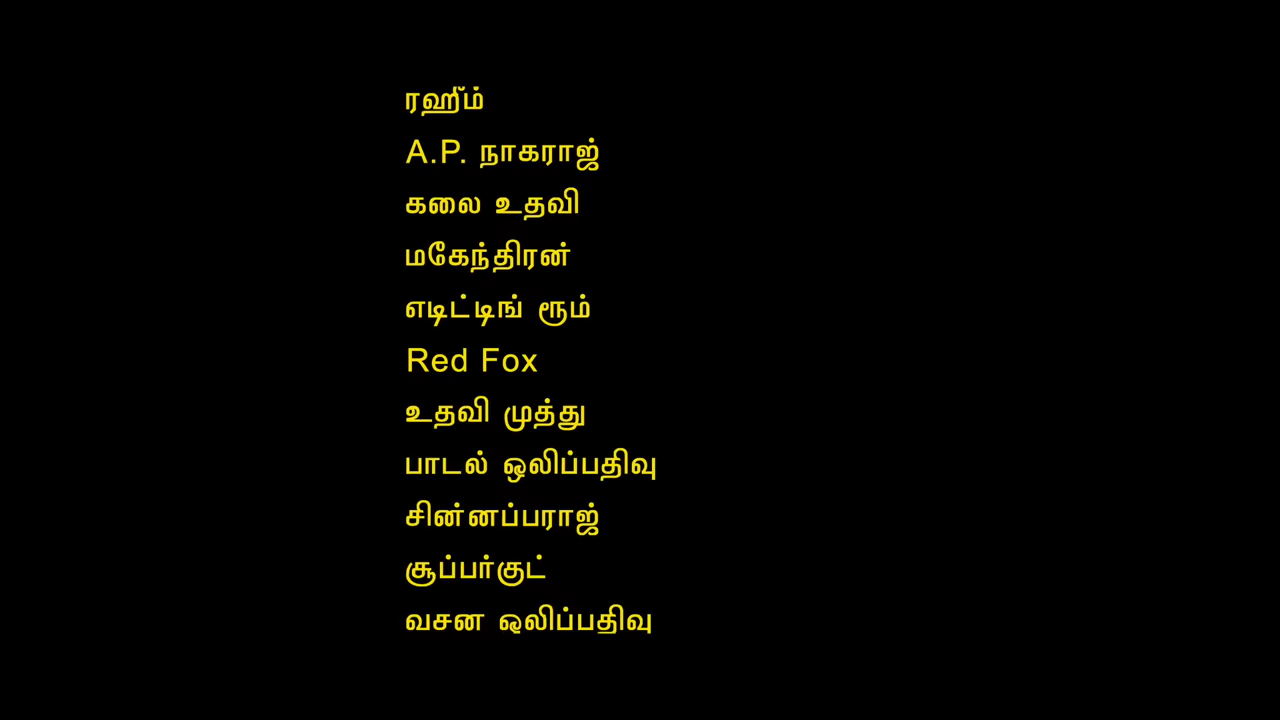 ரஹீம்
A.P. நாகராஜ்
கலை உதவி
மகேந்திரன்
எடிட்டிங் ரூம்
Red Fox
உதவி முத்து
பாடல் ஒலிப்பதிவு
சின்னப்பராஜ்
சூப்பர்குட்
வசன ஒலிப்பதிவு